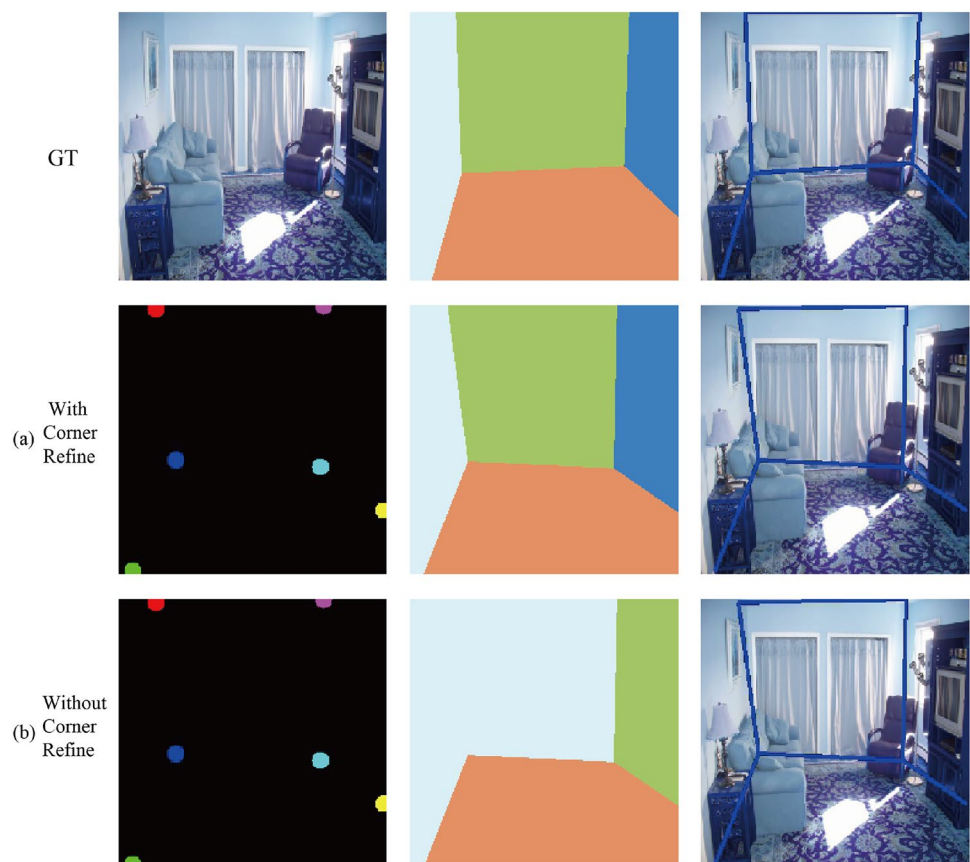 GT
With
(a) Corner
Refine
Without
(b) Corner
Refine